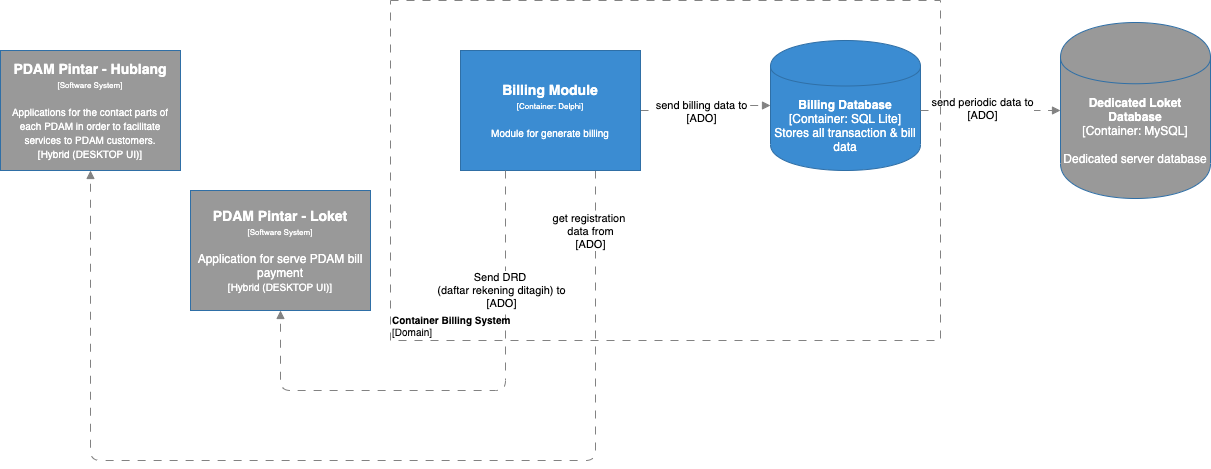 PDAM Pintar - Hublang
[Software System]
Applications for the contact parts of
each PDAM in order to facilitate
services to PDAM customers.
[Hybrid (DESKTOP UI)]
PDAM Pintar - Loket
[Software System]
Application for serve PDAM bill
payment
[Hybrid (DESKTOP UI)]
Billing Module
[Container: Delphi]
Module for generate billing
send billing data to
[ADO]
Billing Database
[Container: SQL Lite]
Stores all transaction & bill
data
send periodic data to
[ADO]
Dedicated Loket
Database
[Container: MySQL]
Dedicated server database
get registration
data from
[ADO]
Send DRD
(daftar rekening ditagih) to
[ADO]
Container Billing System
[Domain]